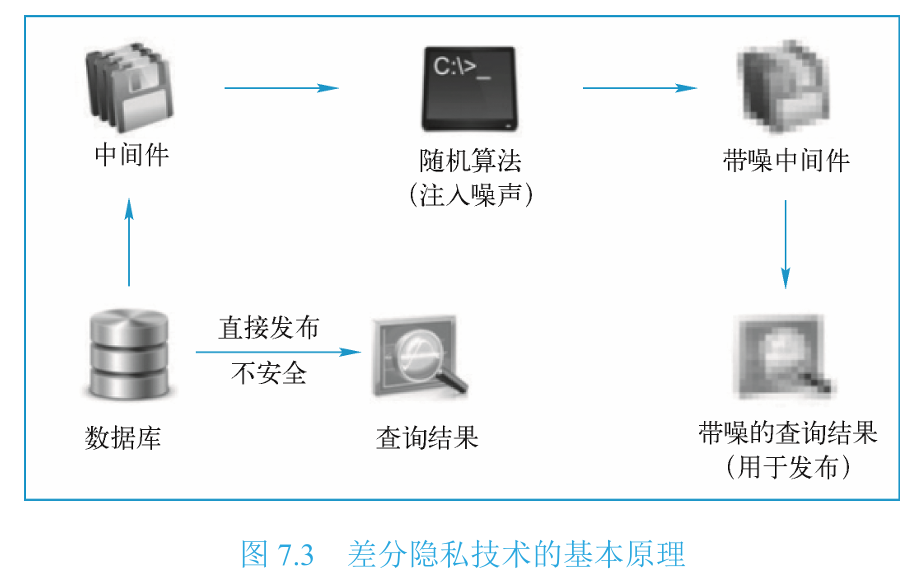 C:\>_
中间件
随机算法
（注入噪声）
带噪中间件
直接发布
不安全
数据库
查询结果
带噪的查询结果
（用于发布）
图 7.3 差分隐私技术的基本原理